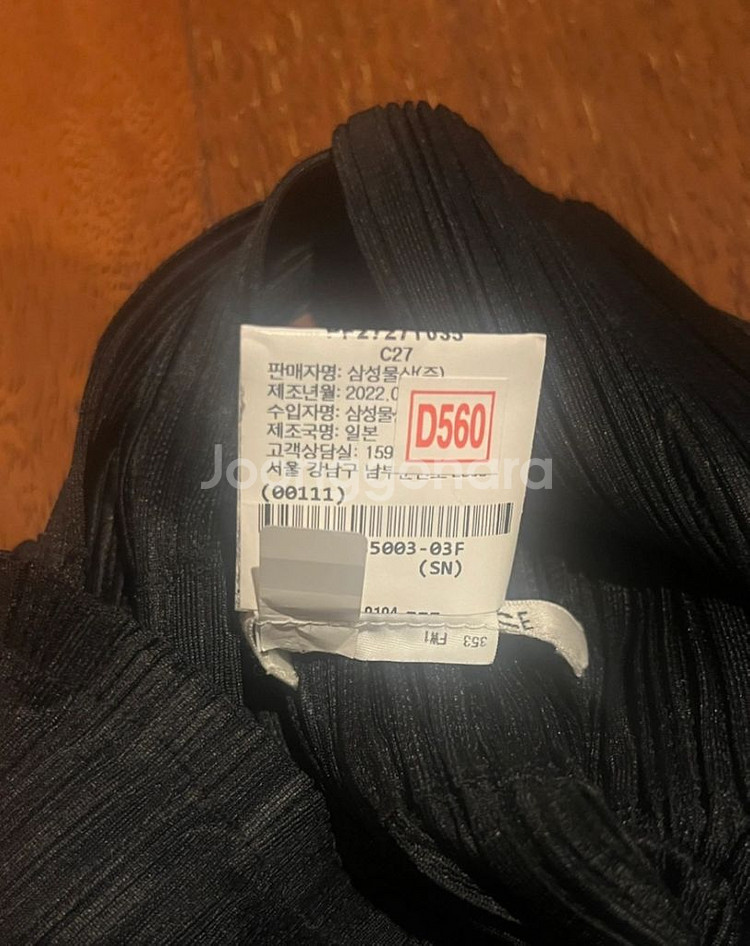 C27
판매자명: 삼성물산(주)
제조년월: 2022.0
수입자명: 삼성물
제조국명: 일본
D560
고객상담실: 159
서울 강남구
Joonggonara
(00111)
5003-03F
(SN)
353